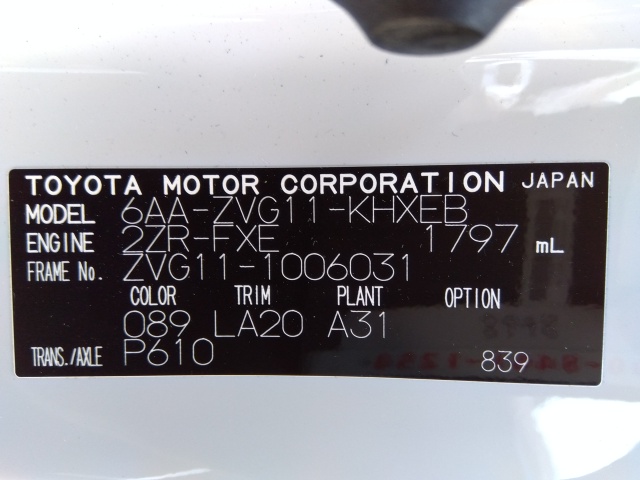 TOYOTA MOTOR CORPORATION JAPAN
MODEL 6AA-ZVG11-KHXEB
ENGINE 2ZR-FXE 1797 mL
FRAME No. ZVG11-1006031
COLOR TRIM PLANT OPTION
089 LA20 A31
TRANS./AXLE P610 839